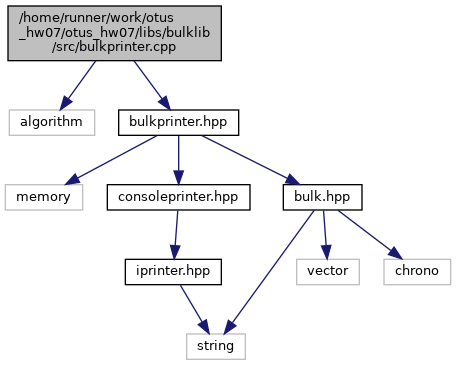 /home/runner/work/otus
_hw07/otus_hw07/libs/bulklib
/src/bulkprinter.cpp
algorithm
bulkprinter.hpp
memory
consoleprinter.hpp
bulk.hpp
iprinter.hpp
vector
chrono
string